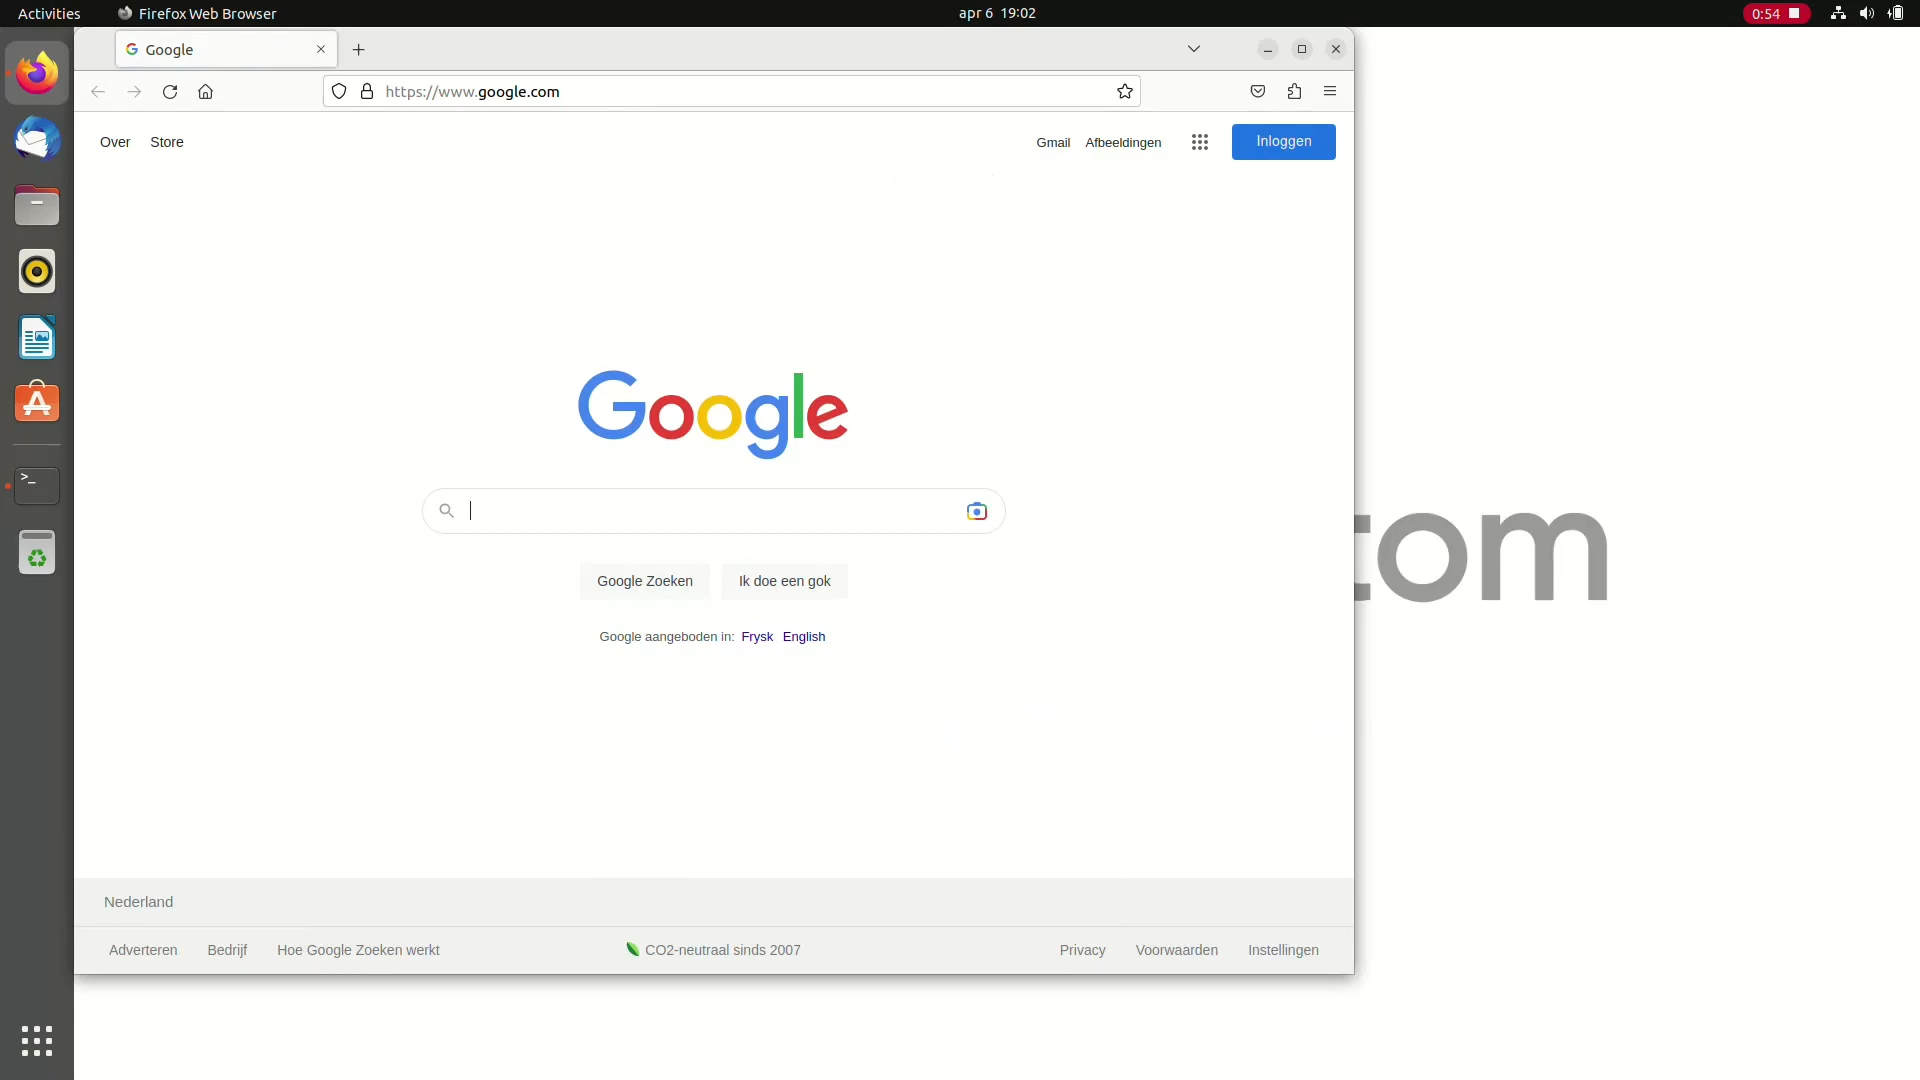 Activities Firefox Web Browser apr 6 19:02 0:54
Google
https://www.google.com
Over Store Gmail Afbeeldingen Inloggen
Google
com
Google Zoeken Ik doe een gok
Google aangeboden in: Frysk English
Nederland
Adverteren Bedrijf Hoe Google Zoeken werkt CO2-neutraal sinds 2007 Privacy Voorwaarden Instellingen